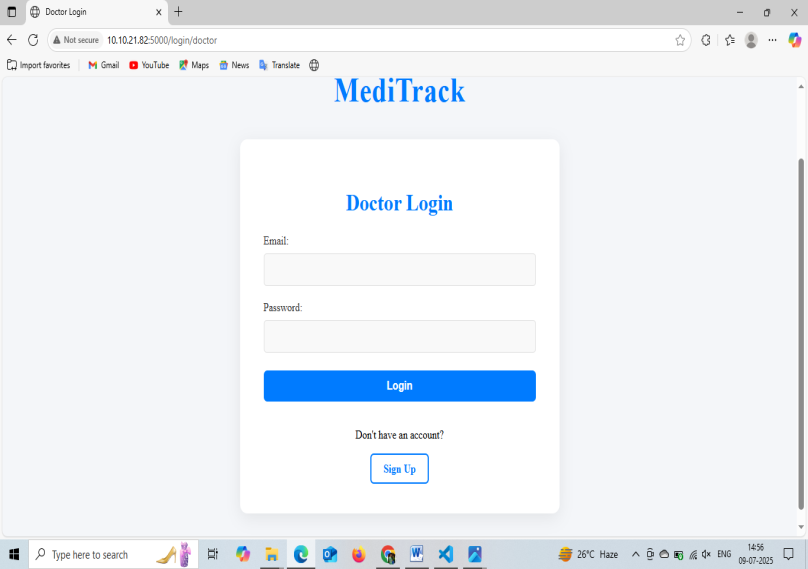 Doctor Login
Not secure 10.10.21.82:5000/login/doctor
Import favorites Gmail YouTube Maps News Translate
MediTrack
Doctor Login
Email:
Password:
Login
Don't have an account?
Sign Up
Type here to search
26°C Haze
ENG
14:56
09-07-2025